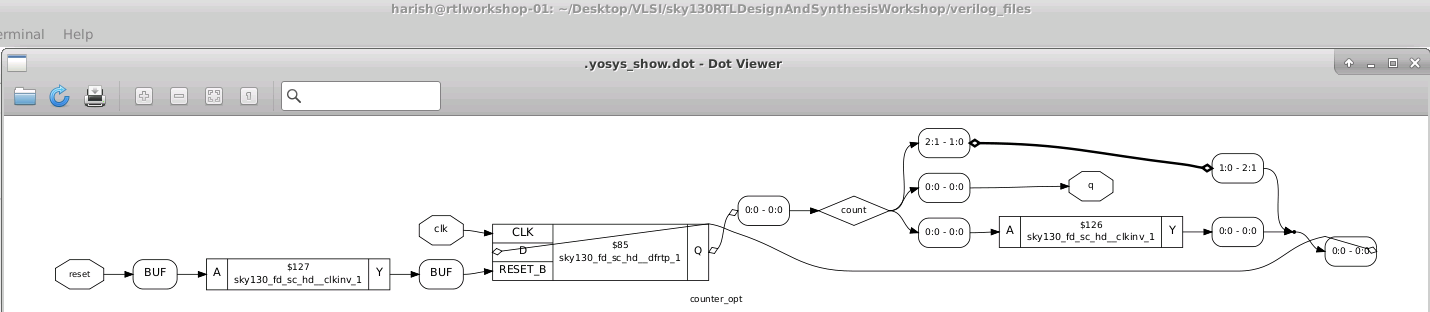 harish@rtlworkshop-01: ~/Desktop/VLSI/sky130RTLDesignAndSynthesisWorkshop/verilog_files
erminal Help
.yosys_show.dot - Dot Viewer
2:1 - 1:0
1:0 - 2:1
0:0 - 0:0
q
0:0 - 0:0
count
clk
CLK
D
RESET_B
$85
sky130_fd_sc_hd__dfrtp_1
Q
0:0 - 0:0
A
$126
sky130_fd_sc_hd__clkinv_1
Y
0:0 - 0:0
0:0 - 0:0
reset
BUF
A
$127
sky130_fd_sc_hd__clkinv_1
Y
BUF
counter_opt